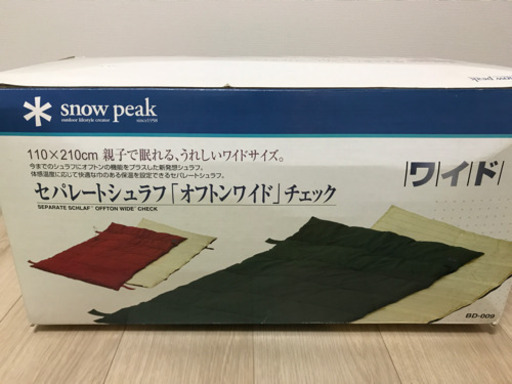 snow peak
outdoor lifestyle creator since1958
snow peak
110×210cm 親子で眠れる、うれしいワイドサイズ。
今までのシュラフにオフトンの機能をプラスした新発想シュラフ。
体感温度に応じて快適な巾のある保温を設定できるセパレートシュラフ。
セパレートシュラフ「オフトンワイド」チェック
SEPARATE SCHLAF "OFFTON WIDE" CHECK
ワイド
BD-009